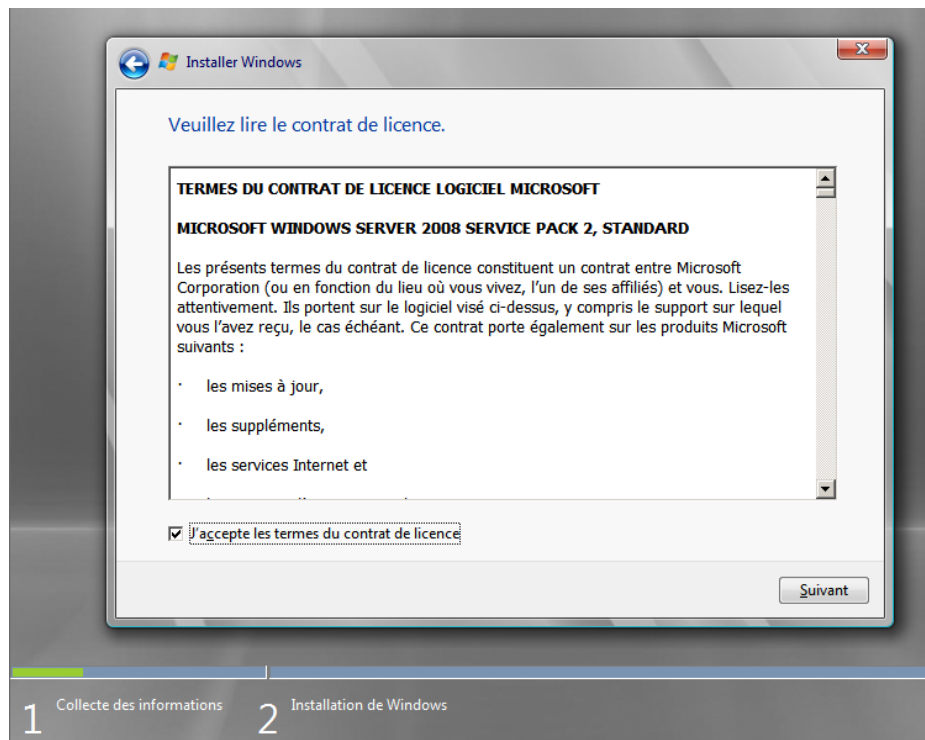 Installer Windows
Veuillez lire le contrat de licence.
TERMES DU CONTRAT DE LICENCE LOGICIEL MICROSOFT
MICROSOFT WINDOWS SERVER 2008 SERVICE PACK 2, STANDARD
Les présents termes du contrat de licence constituent un contrat entre Microsoft
Corporation (ou en fonction du lieu où vous vivez, l'un de ses affiliés) et vous. Lisez-les
attentivement. Ils portent sur le logiciel visé ci-dessus, y compris le support sur lequel
vous l'avez reçu, le cas échéant. Ce contrat porte également sur les produits Microsoft
suivants :
· les mises à jour,
· les suppléments,
· les services Internet et
J'accepte les termes du contrat de licence
Suivant
1 Collecte des informations 2 Installation de Windows